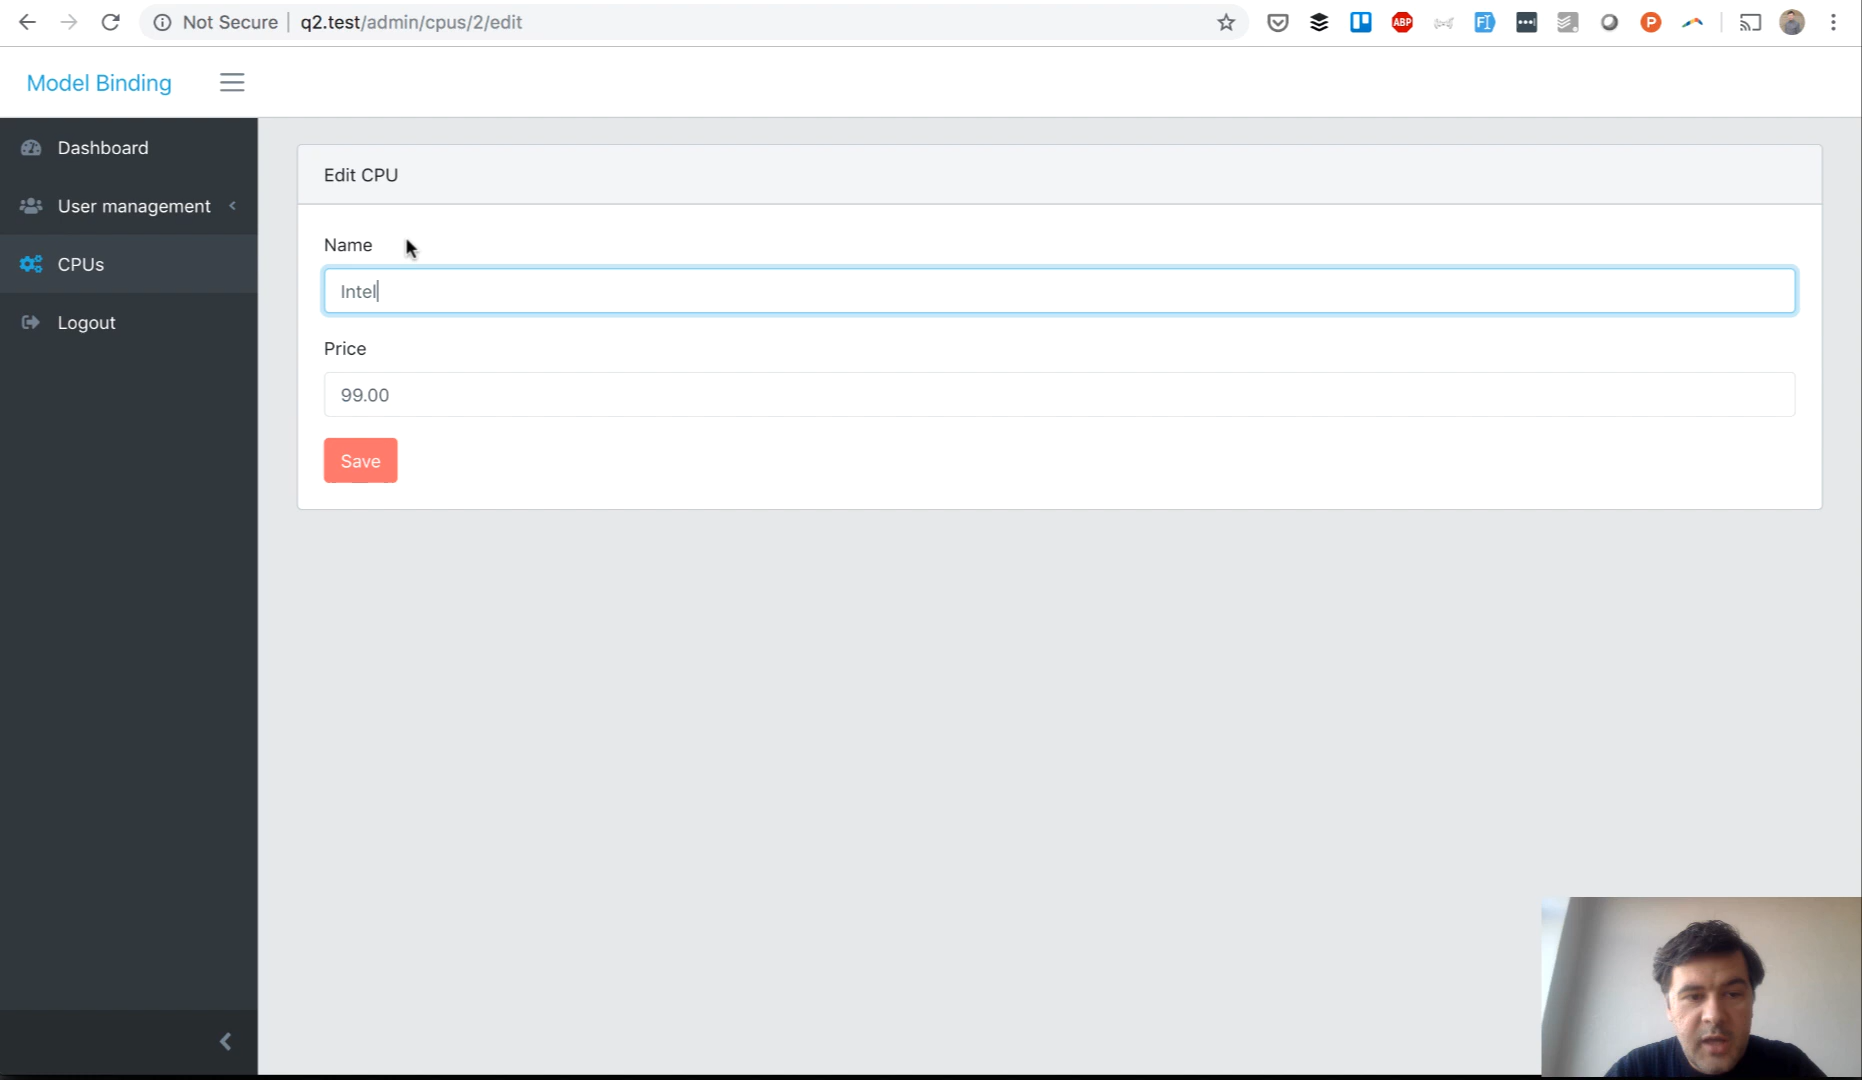 Not Secure | q2.test/admin/cpus/2/edit
ABP
P
Model Binding
Dashboard
User management
CPUs
Logout
Edit CPU
Name
Intel
Price
99.00
Save